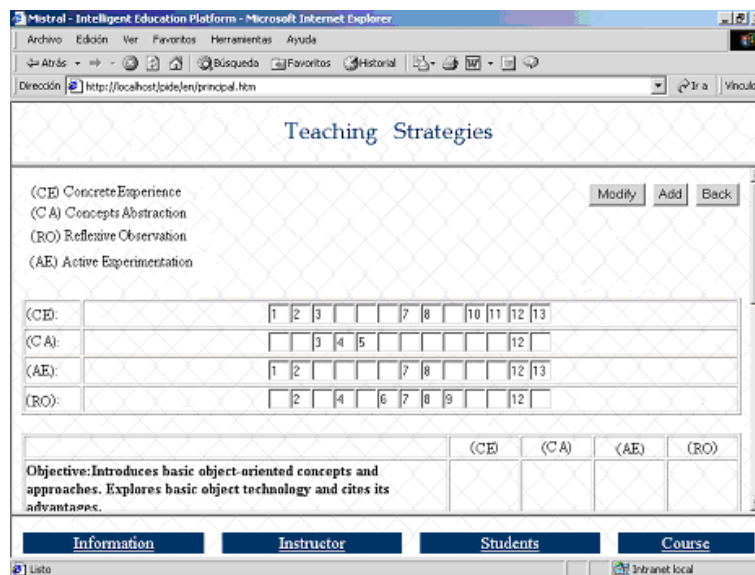 Mistral - Intelligent Education Platform - Microsoft Internet Explorer
Archivo Edición Ver Favoritos Herramientas Ayuda
Atrás Búsqueda Favoritos Historial
Dirección http://localhost/pide/en/principal.htm Ir a Vínculo
Teaching Strategies
(CE) Concrete Experience
Modify Add Back
(CA) Concepts Abstraction
(RO) Reflexive Observation
(AE) Active Experimentation
(CE): 1 2 3 7 8 10 11 12 13
(CA): 3 4 5 12
(AE): 1 2 7 8 12 13
(RO): 2 4 6 7 8 9 12
(CE) (CA) (AE) (RO)
Objective:Introduces basic object-oriented concepts and
approaches. Explores basic object technology and cites its
advantages.
Information Instructor Students Course
Listo Intranet local